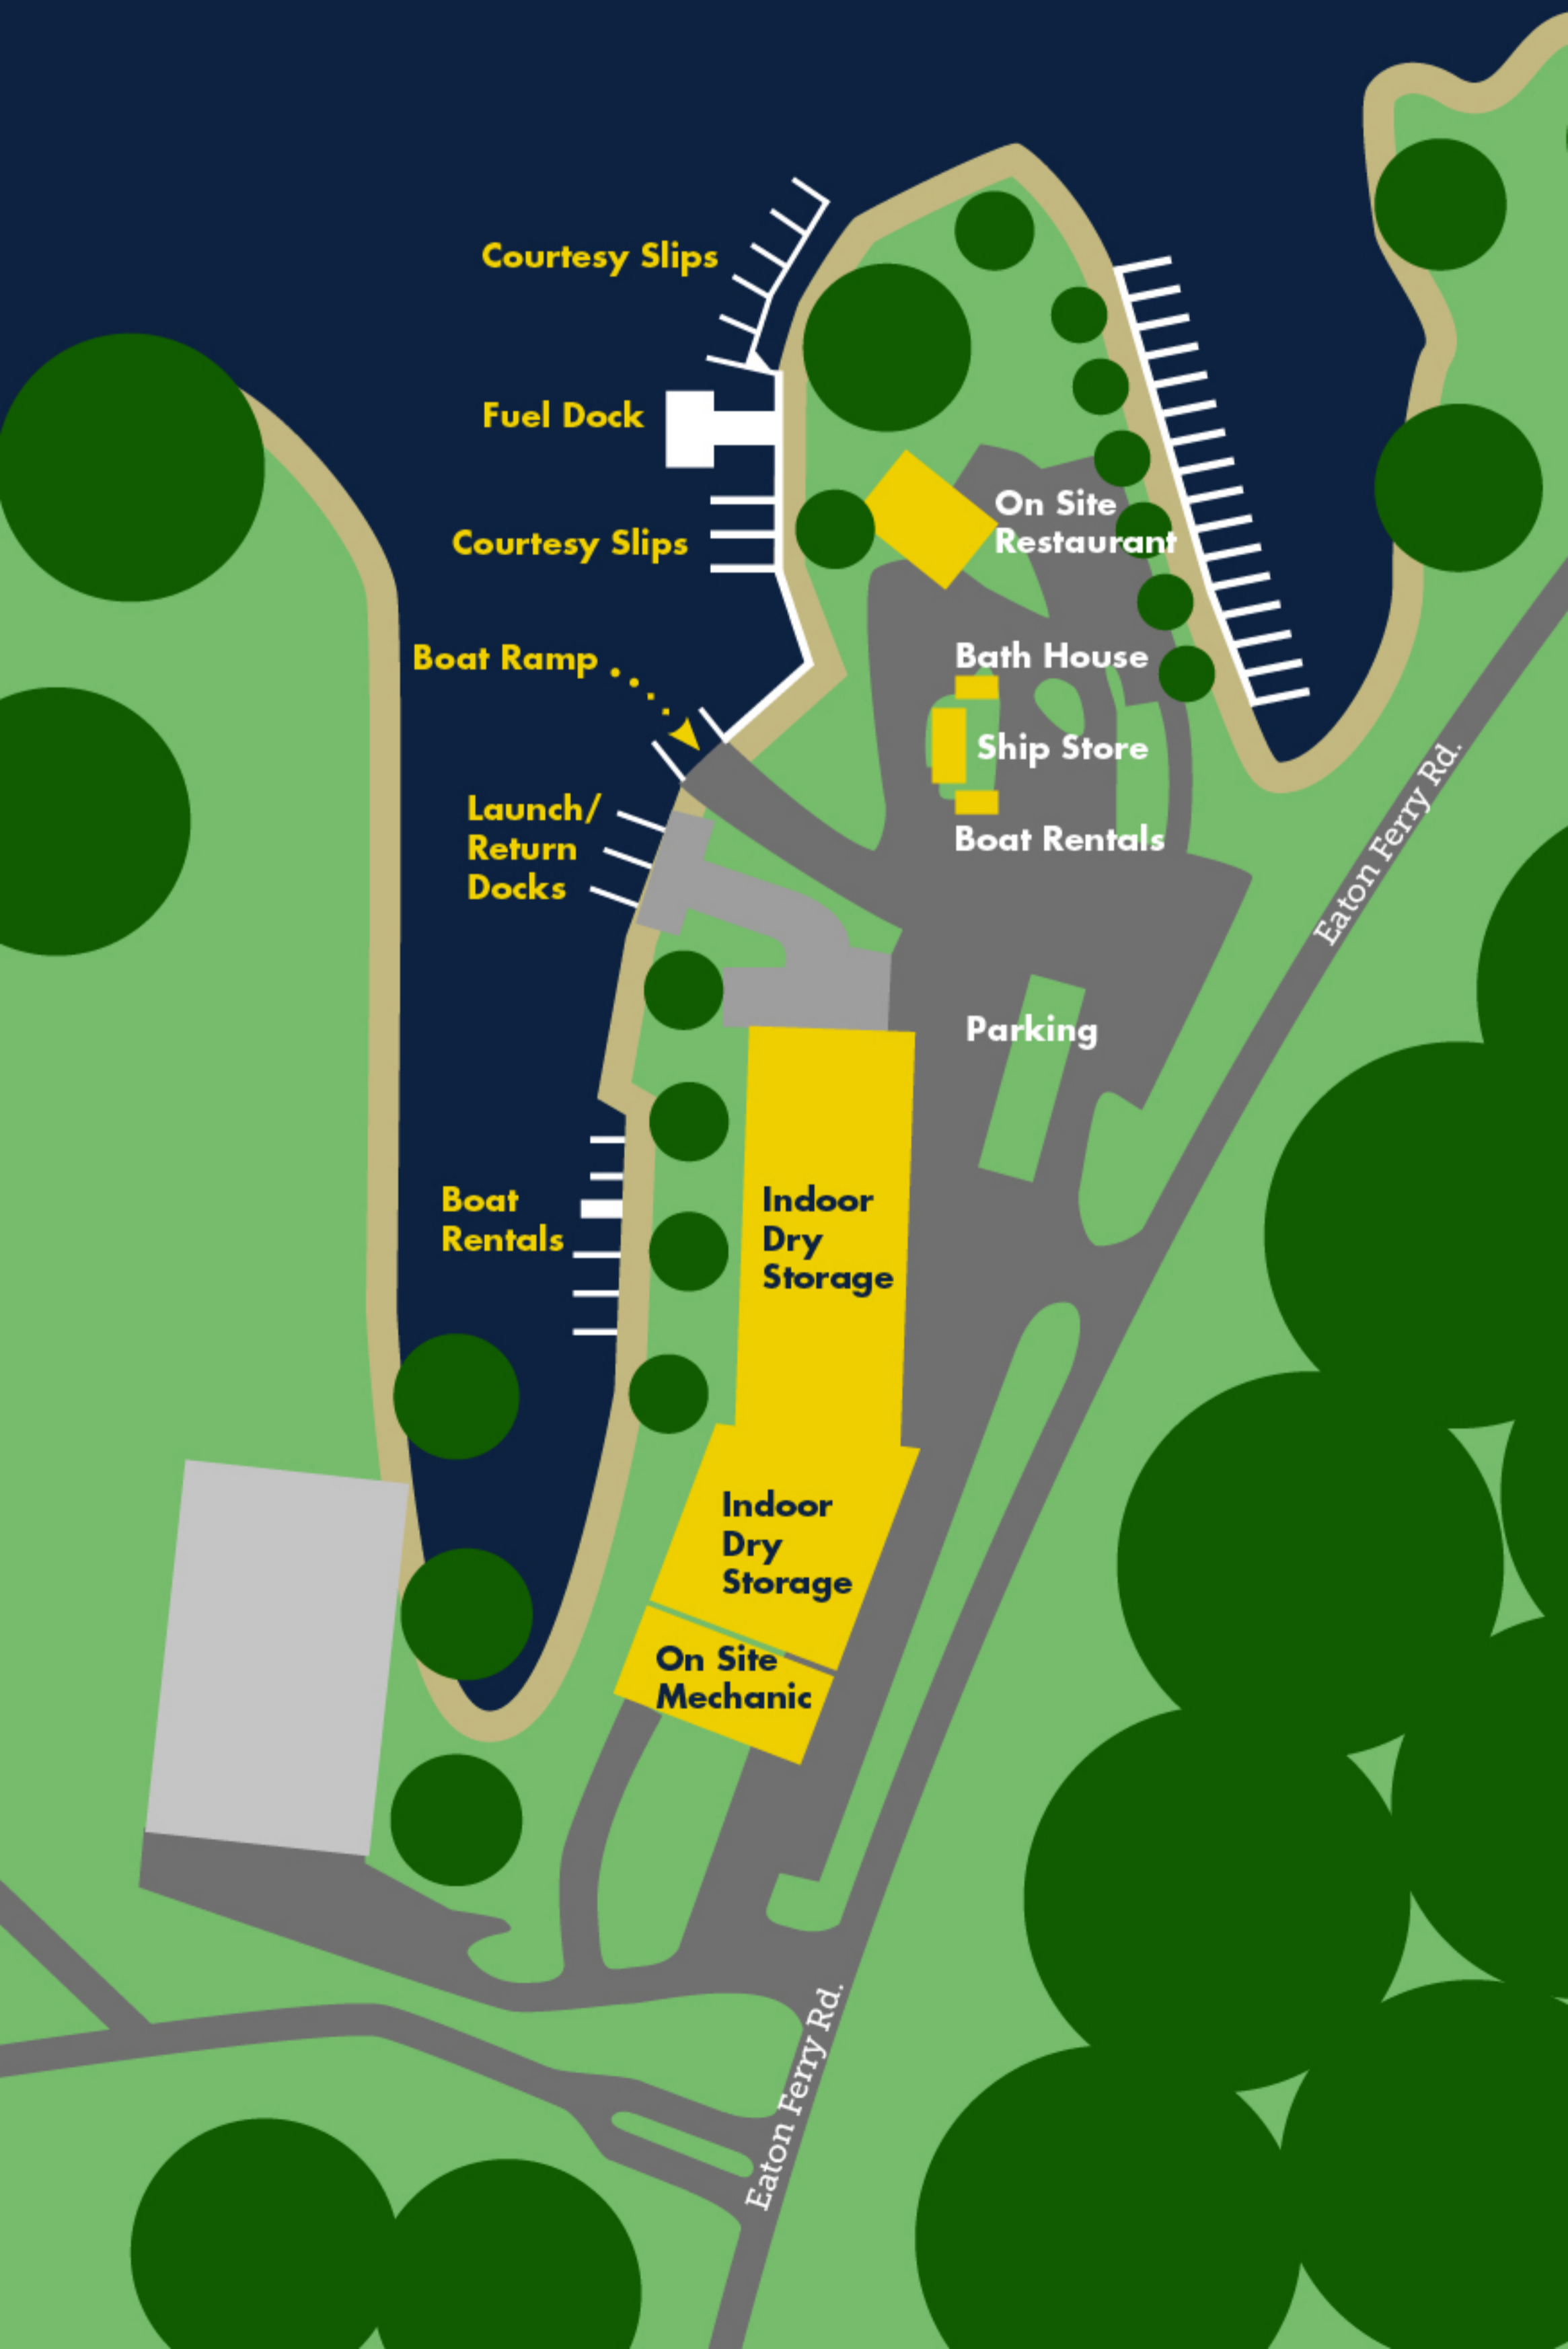 Courtesy Slips
Fuel Dock
On Site
Restaurant
Courtesy Slips
Boat Ramp
Bath House
Ship Store
Boat Rentals
Launch/
Return
Docks
Eaton Ferry Rd.
Parking
Boat
Rentals
Indoor
Dry
Storage
Indoor
Dry
Storage
On Site
Mechanic
Eaton Ferry Rd.